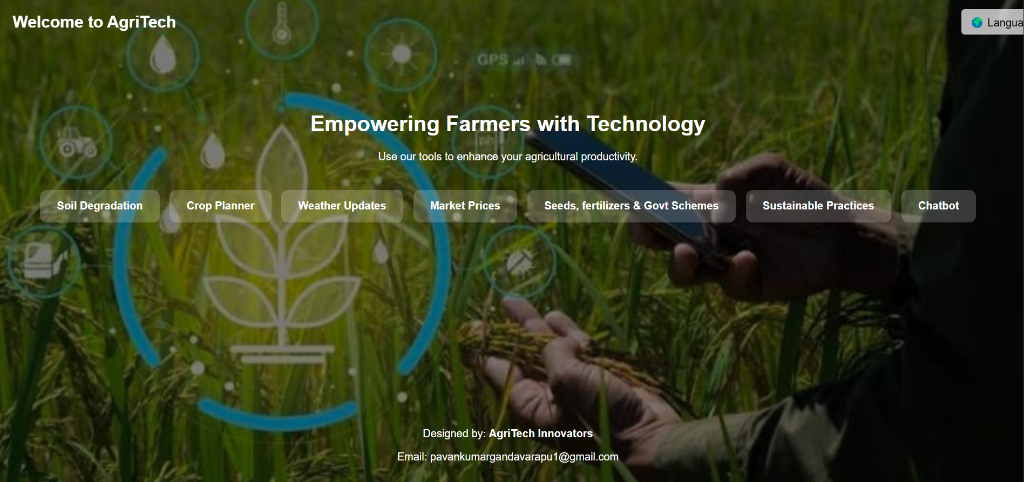 Welcome to AgriTech
🌍 Langua
GPS
Empowering Farmers with Technology
Use our tools to enhance your agricultural productivity.
Soil Degradation
Crop Planner
Weather Updates
Market Prices
Seeds, fertilizers & Govt Schemes
Sustainable Practices
Chatbot
Designed by: AgriTech Innovators
Email: pavankumargandavarapu1@gmail.com